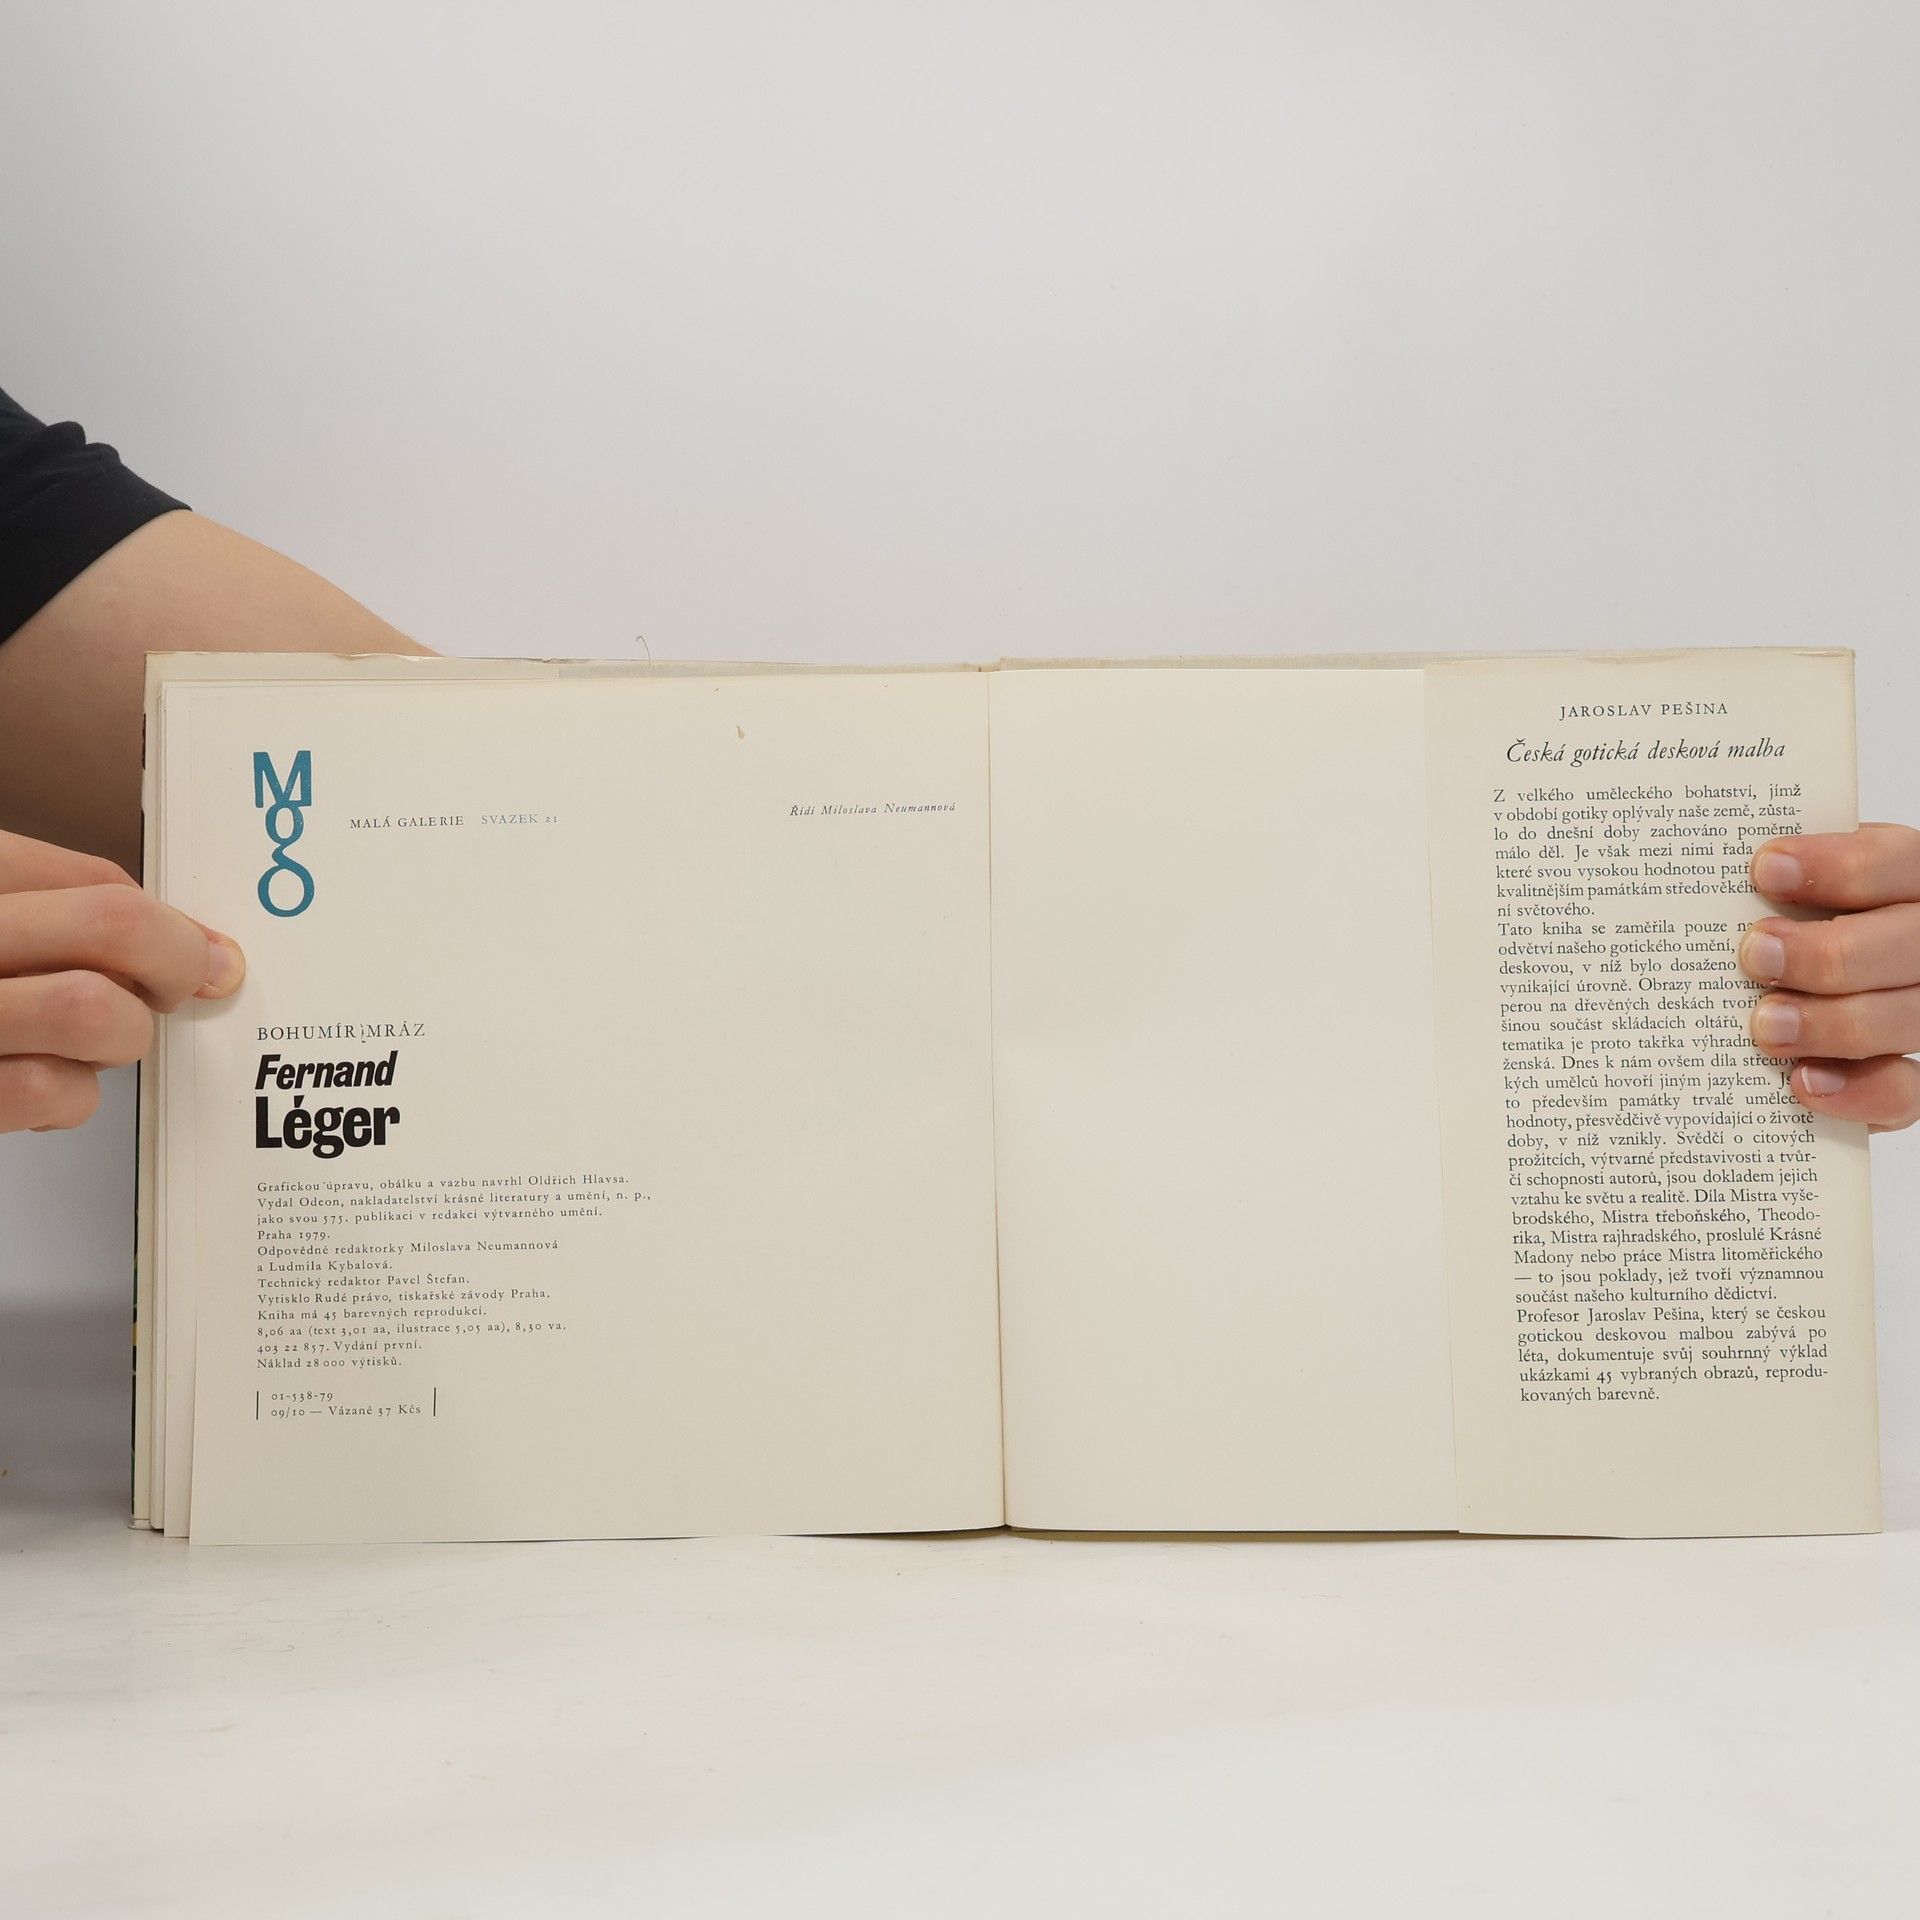 MgO
MALÁ GALERIE SVAZEK 21
Řídí Miloslava Neumannová
BOHUMÍR MRÁZ
Fernand
Léger
Grafickou úpravu, obálku a vazbu navrhl Oldřich Hlavsa.
Vydal Odeon, nakladatelství krásné literatury a umění, n. p.,
jako svou 575. publikaci v redakci výtvarného umění.
Praha 1979.
Odpovědné redaktorky Miloslava Neumannová
a Ludmila Kybalová.
Technický redaktor Pavel Štefan.
Vytisklo Rudé právo, tiskařské závody Praha.
Kniha má 45 barevných reprodukcí.
8,06 aa (text 3,01 aa, ilustrace 5,05 aa), 8,30 va.
403 22 857. Vydání první.
Náklad 28 000 výtisků.
01-538-79
09/10 — Vázané 37 Kčs
JAROSLAV PEŠINA
Česká gotická desková malba
Z velkého uměleckého bohatství, jímž
v období gotiky oplývaly naše země, zůsta-
lo do dnešní doby zachováno poměrně
málo děl. Je však mezi nimi řada
které svou vysokou hodnotou
kvalitnějším památkám
ní světového.
Tato kniha se zaměřila pouze
odvětví našeho gotického umění,
deskovou, v níž bylo dosaženo
vynikající úrovně. Obrazy
perou na dřevěných deskách
šinou součást skládacích oltářů,
tematika je proto takřka
ženská. Dnes k nám ovšem díla
kých umělců hovoří jiným jazykem.
to především památky trvalé
hodnoty, přesvědčivě vypovídající o životě
doby, v níž vznikly. Svědčí o citových
prožitcích, výtvarné představivosti a tvůr-
čí schopnosti autorů, jsou dokladem jejich
vztahu ke světu a realitě. Díla Mistra vyše-
brodského, Mistra třeboňského, Theodo-
rika, Mistra rajhradského, proslulé Krásné
Madony nebo práce Mistra litoměřického
— to jsou poklady, jež tvoří významnou
součást našeho kulturního dědictví.
Profesor Jaroslav Pešina, který se českou
gotickou deskovou malbou zabývá po
léta, dokumentuje svůj souhrnný výklad
ukázkami 45 vybraných obrazů, reprodu-
kovaných barevně.